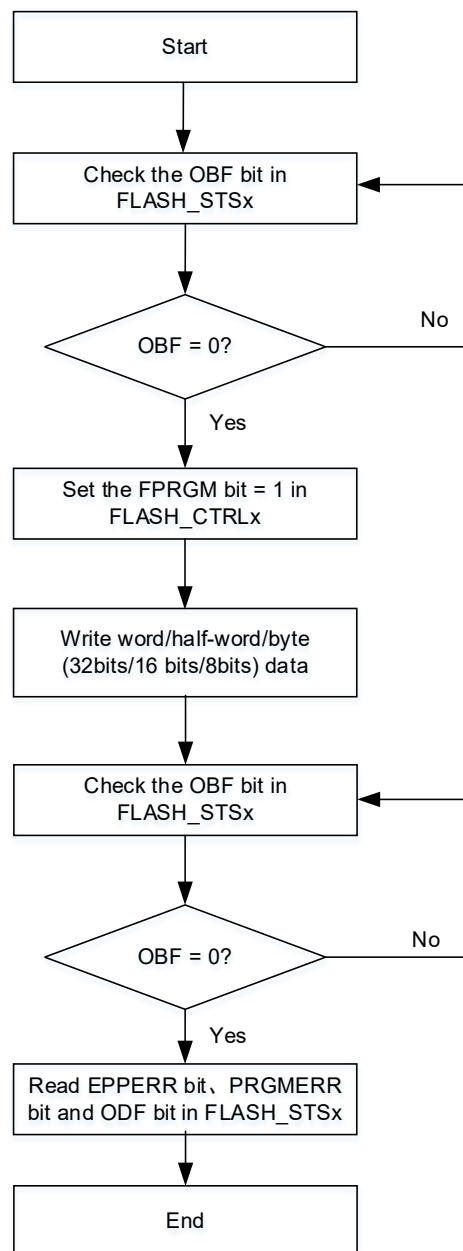 Start
Check the OBF bit in
FLASH_STSx
OBF = 0?
No
Yes
Set the FPRGM bit = 1 in
FLASH_CTRLx
Write word/half-word/byte
(32bits/16 bits/8bits) data
Check the OBF bit in
FLASH_STSx
OBF = 0?
No
Yes
Read EPPERR bit、PRGMERR
bit and ODF bit in FLASH_STSx
End